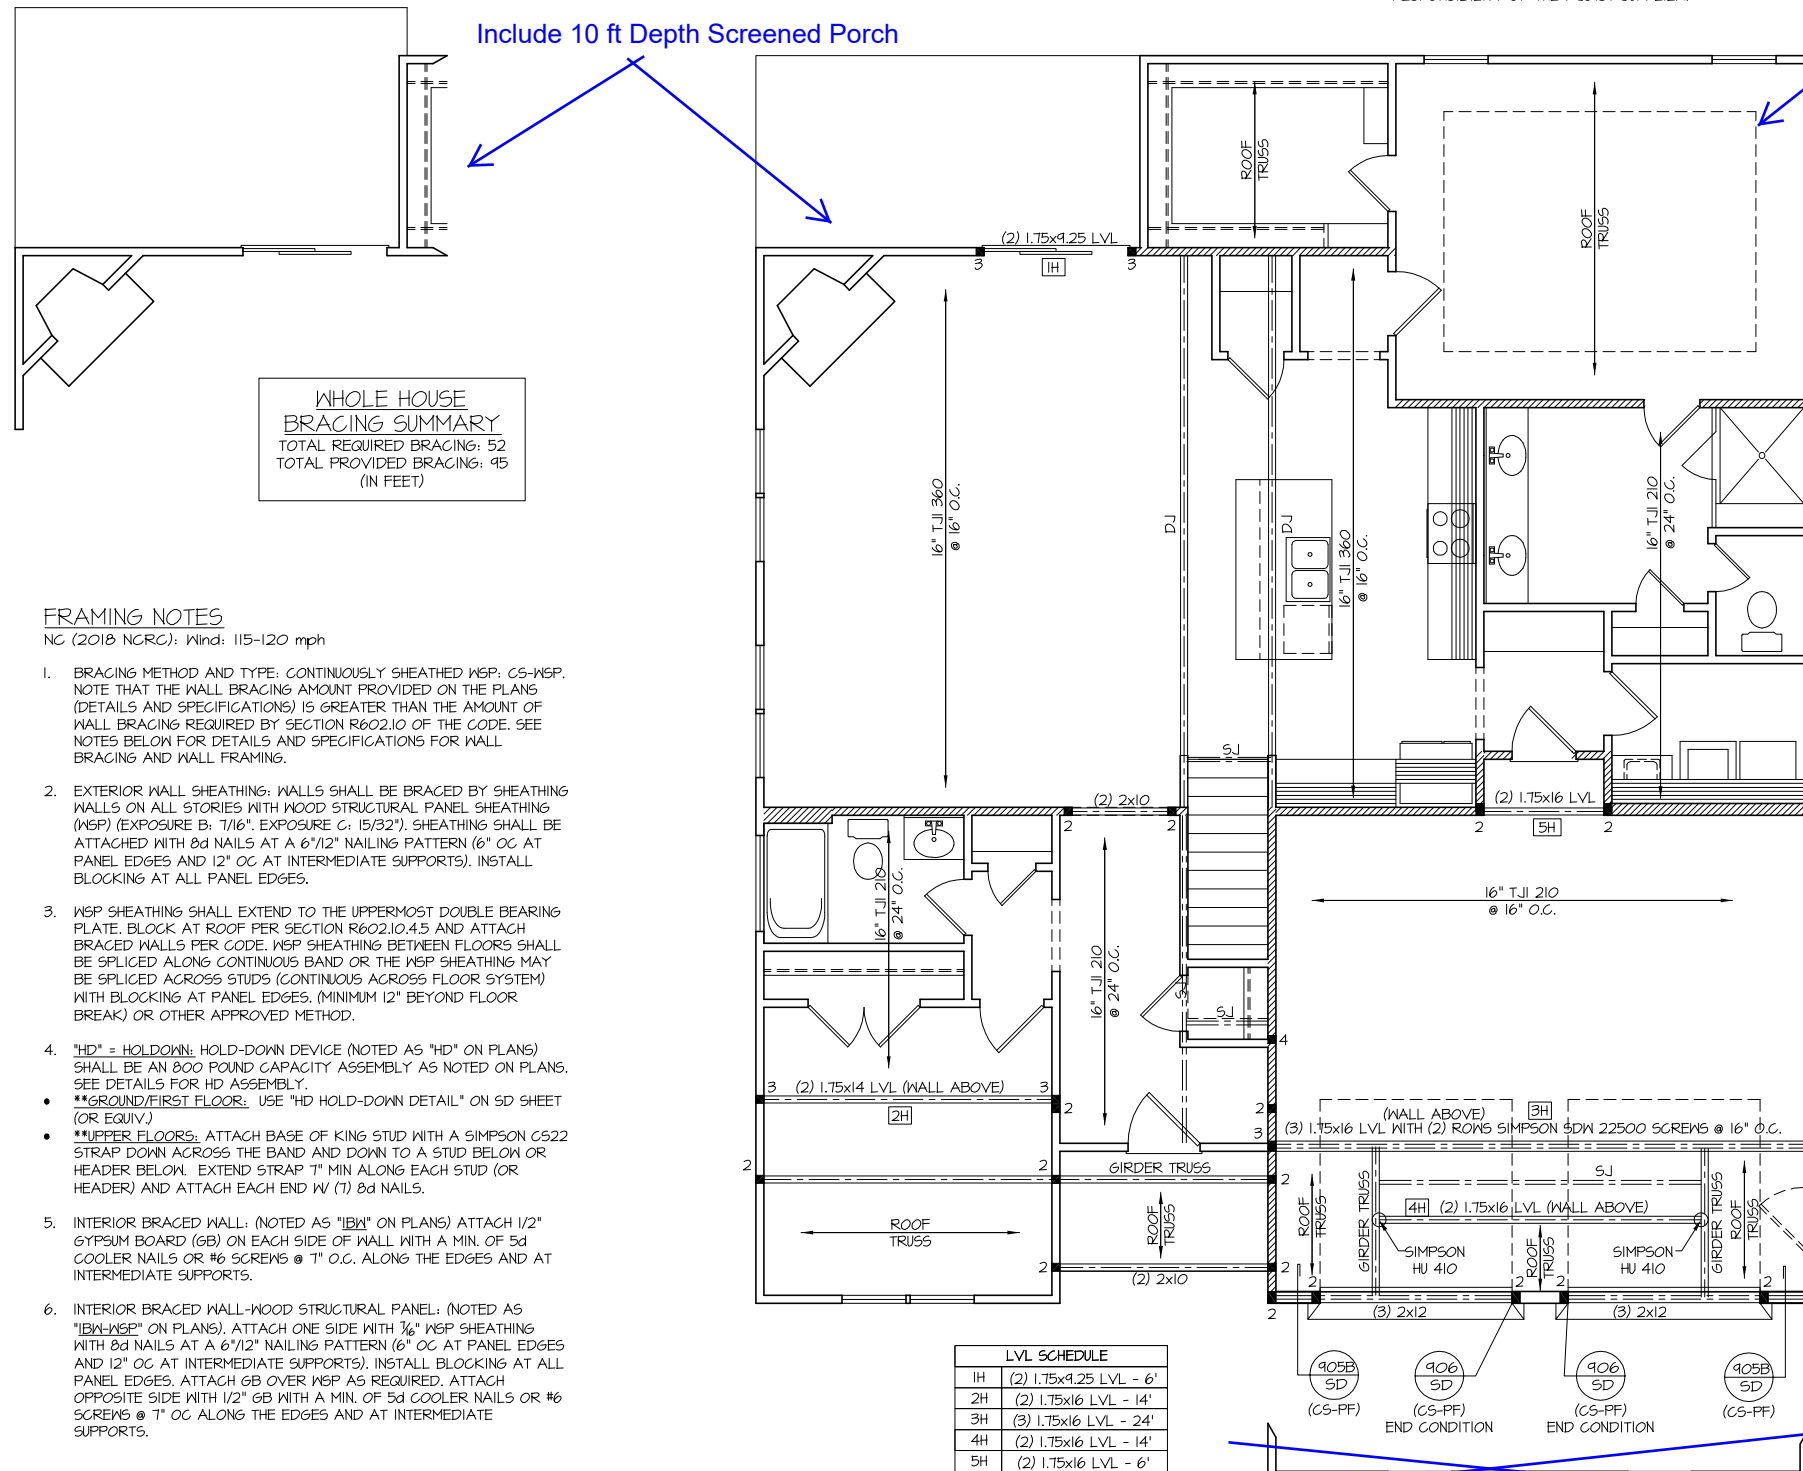 Include 10 ft Depth Screened Porch
WHOLE HOUSE
BRACING SUMMARY
TOTAL REQUIRED BRACING: 52
TOTAL PROVIDED BRACING: 95
(IN FEET)
FRAMING NOTES
NC (2018 NCRC): Wind: 115-120 mph
1. BRACING METHOD AND TYPE: CONTINUOUSLY SHEATHED WSP: CS-WSP.
NOTE THAT THE WALL BRACING AMOUNT PROVIDED ON THE PLANS
(DETAILS AND SPECIFICATIONS) IS GREATER THAN THE AMOUNT OF
WALL BRACING REQUIRED BY SECTION R602.10 OF THE CODE. SEE
NOTES BELOW FOR DETAILS AND SPECIFICATIONS FOR WALL
BRACING AND WALL FRAMING.
2. EXTERIOR WALL SHEATHING: WALLS SHALL BE BRACED BY SHEATHING
WALLS ON ALL STORIES WITH WOOD STRUCTURAL PANEL SHEATHING
(WSP) (EXPOSURE B: 7/16". EXPOSURE C: 15/32"). SHEATHING SHALL BE
ATTACHED WITH 8d NAILS AT A 6"/12" NAILING PATTERN (6" OC AT
PANEL EDGES AND 12" OC AT INTERMEDIATE SUPPORTS). INSTALL
BLOCKING AT ALL PANEL EDGES.
3. WSP SHEATHING SHALL EXTEND TO THE UPPERMOST DOUBLE BEARING
PLATE. BLOCK AT ROOF PER SECTION R602.10.4.5 AND ATTACH
BRACED WALLS PER CODE. WSP SHEATHING BETWEEN FLOORS SHALL
BE SPLICED ALONG CONTINUOUS BAND OR THE WSP SHEATHING MAY
BE SPLICED ACROSS STUDS (CONTINUOUS ACROSS FLOOR SYSTEM)
WITH BLOCKING AT PANEL EDGES. (MINIMUM 12" BEYOND FLOOR
BREAK) OR OTHER APPROVED METHOD.
4. "HD" = HOLDOWN: HOLD-DOWN DEVICE (NOTED AS "HD" ON PLANS)
SHALL BE AN 800 POUND CAPACITY ASSEMBLY AS NOTED ON PLANS.
SEE DETAILS FOR HD ASSEMBLY.
• **GROUND/FIRST FLOOR: USE "HD HOLD-DOWN DETAIL" ON SD SHEET
(OR EQUIV.)
• **UPPER FLOORS: ATTACH BASE OF KING STUD WITH A SIMPSON CS22
STRAP DOWN ACROSS THE BAND AND DOWN TO A STUD BELOW OR
HEADER BELOW. EXTEND STRAP 7" MIN ALONG EACH STUD (OR
HEADER) AND ATTACH EACH END W/ (7) 8d NAILS.
5. INTERIOR BRACED WALL: (NOTED AS "IBW" ON PLANS) ATTACH 1/2"
GYPSUM BOARD (GB) ON EACH SIDE OF WALL WITH A MIN. OF 5d
COOLER NAILS OR #6 SCREWS @ 7" O.C. ALONG THE EDGES AND AT
INTERMEDIATE SUPPORTS.
6. INTERIOR BRACED WALL-WOOD STRUCTURAL PANEL: (NOTED AS
"IBW-WSP" ON PLANS). ATTACH ONE SIDE WITH 7/16" WSP SHEATHING
WITH 8d NAILS AT A 6"/12" NAILING PATTERN (6" OC AT PANEL EDGES
AND 12" OC AT INTERMEDIATE SUPPORTS). INSTALL BLOCKING AT ALL
PANEL EDGES. ATTACH GB OVER WSP AS REQUIRED. ATTACH
OPPOSITE SIDE WITH 1/2" GB WITH A MIN. OF 5d COOLER NAILS OR #6
SCREWS @ 7" OC ALONG THE EDGES AND AT INTERMEDIATE
SUPPORTS.
ROOF
TRUSS
ROOF
TRUSS
(2) 1.75x9.25 LVL
3 1H 3
16" TJI 360
@ 16" O.C.
DJ
DJ
16" TJI 360
@ 16" O.C.
16" TJI 210
@ 24" O.C.
SJ
(2) 2x10
2 2
(2) 1.75x16 LVL
2 5H 2
16" TJI 210
@ 24" O.C.
16" TJI 210
@ 24" O.C.
16" TJI 210
@ 16" O.C.
SJ
SJ
4
3 (2) 1.75x14 LVL (WALL ABOVE) 3
2H
2
2
3
(WALL ABOVE) 3H
(3) 1.75x16 LVL WITH (2) ROWS SIMPSON SDW 22500 SCREWS @ 16" O.C.
2 2
GIRDER TRUSS
2
SJ
ROOF
TRUSS
ROOF
TRUSS
ROOF
TRUSS
GIRDER TRUSS
4H (2) 1.75x16 LVL (WALL ABOVE)
GIRDER TRUSS
ROOF
TRUSS
SIMPSON
HU 410
ROOF
TRUSS
SIMPSON
HU 410
2
(2) 2x10
2
2
2
2
2
2
(3) 2x12
(3) 2x12
905B
SD
(CS-PF)
906
SD
(CS-PF)
END CONDITION
906
SD
(CS-PF)
END CONDITION
905B
SD
(CS-PF)
LVL SCHEDULE
1H (2) 1.75x9.25 LVL - 6'
2H (2) 1.75x16 LVL - 14'
3H (3) 1.75x16 LVL - 24'
4H (2) 1.75x16 LVL - 14'
5H (2) 1.75x16 LVL - 6'